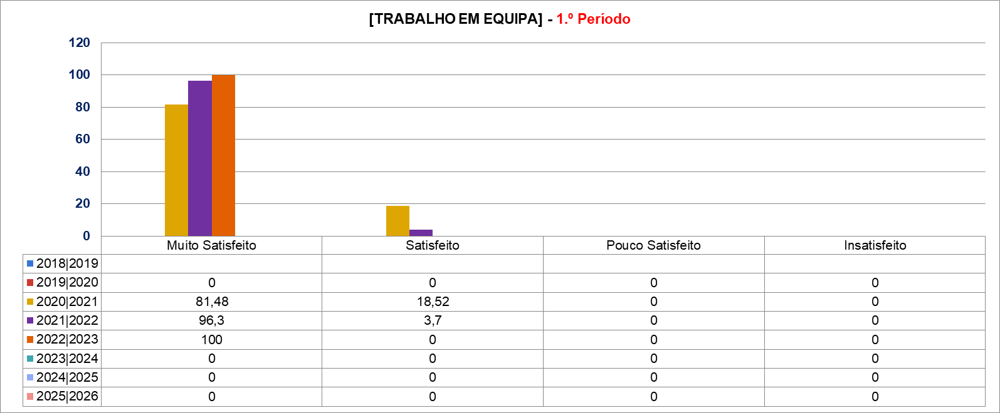 [TRABALHO EM EQUIPA] - 1.º Período
120
100
80
60
40
20
0
Muito Satisfeito Satisfeito Pouco Satisfeito Insatisfeito
2018|2019
2019|2020 0 0 0 0
2020|2021 81,48 18,52 0 0
2021|2022 96,3 3,7 0 0
2022|2023 100 0 0 0
2023|2024 0 0 0 0
2024|2025 0 0 0 0
2025|2026 0 0 0 0